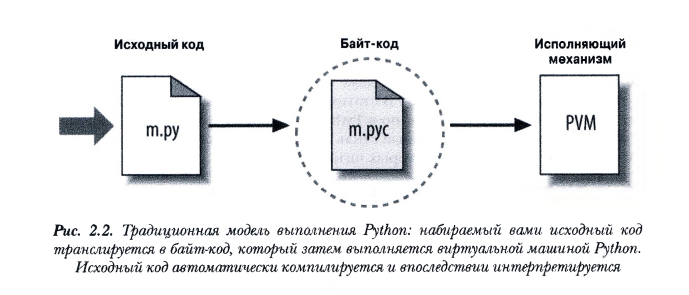 Исходный код
Байт-код
Исполняющий
механизм
m.py
m.pyc
PVM
Рис. 2.2. Традиционная модель выполнения Python: набираемый вами исходный код
транслируется в байт-код, который затем выполняется виртуальной машиной Python.
Исходный код автоматически компилируется и впоследствии интерпретируется